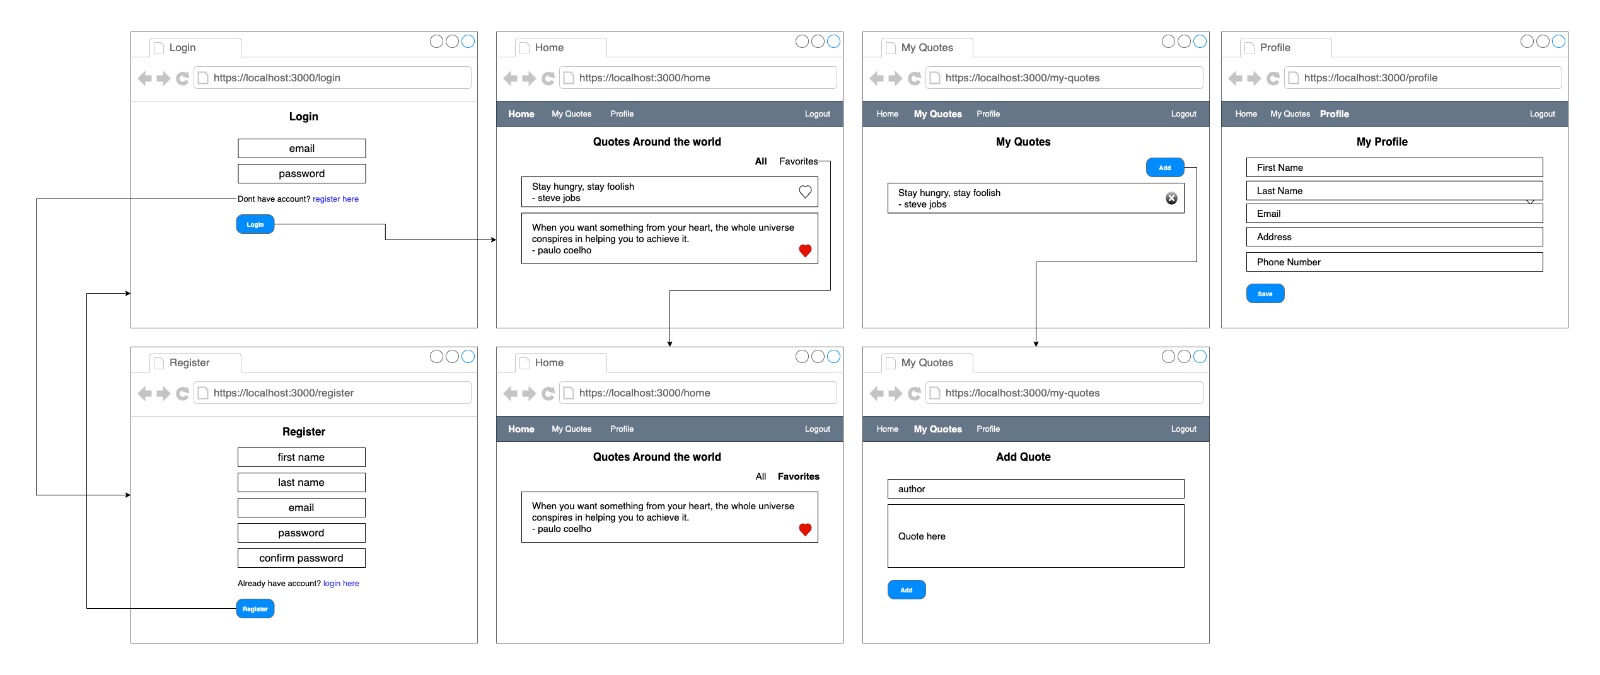 Login
https://localhost:3000/login
Login
email
password
Dont have account? register here
Login
Home
https://localhost:3000/home
Home My Quotes Profile Logout
Quotes Around the world
All Favorites
Stay hungry, stay foolish
- steve jobs
When you want something from your heart, the whole universe
conspires in helping you to achieve it.
- paulo coelho
My Quotes
https://localhost:3000/my-quotes
Home My Quotes Profile Logout
My Quotes
Add
Stay hungry, stay foolish
- steve jobs
Profile
https://localhost:3000/profile
Home My Quotes Profile Logout
My Profile
First Name
Last Name
Email
Address
Phone Number
Save
Register
https://localhost:3000/register
Register
first name
last name
email
password
confirm password
Already have account? login here
Register
Home
https://localhost:3000/home
Home My Quotes Profile Logout
Quotes Around the world
All Favorites
When you want something from your heart, the whole universe
conspires in helping you to achieve it.
- paulo coelho
My Quotes
https://localhost:3000/my-quotes
Home My Quotes Profile Logout
Add Quote
author
Quote here
Add